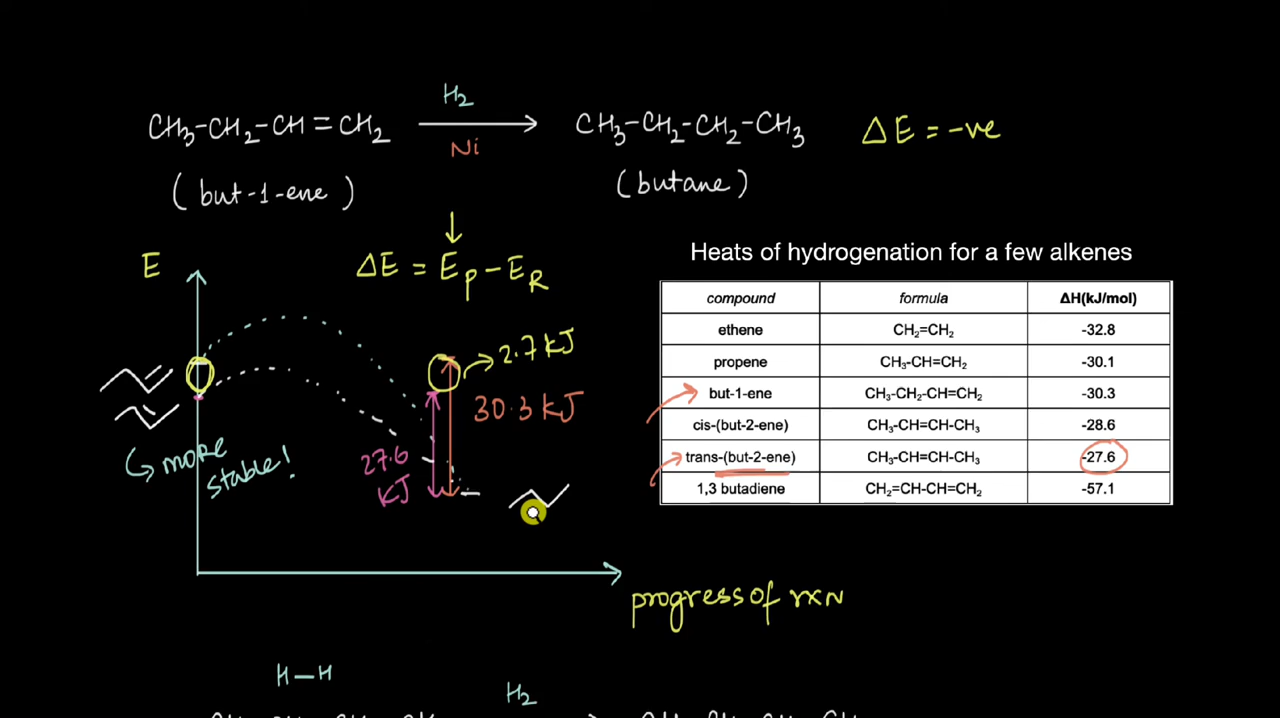 H₂
CH₃-CH₂-CH=CH₂ → CH₃-CH₂-CH₂-CH₃ ΔE = -ve
Ni
(but-1-ene) (butane)
E ΔE = Eₚ - E_R
Heats of hydrogenation for a few alkenes
compound formula ΔH(kJ/mol)
ethene CH₂=CH₂ -32.8
propene CH₃-CH=CH₂ -30.1
but-1-ene CH₃-CH₂-CH=CH₂ -30.3
cis-(but-2-ene) CH₃-CH=CH-CH₃ -28.6
trans-(but-2-ene) CH₃-CH=CH-CH₃ -27.6
1,3 butadiene CH₂=CH-CH=CH₂ -57.1
2.7 kJ
30.3 kJ
27.6
kJ
more
stable!
progress of rxn
H-H
H₂